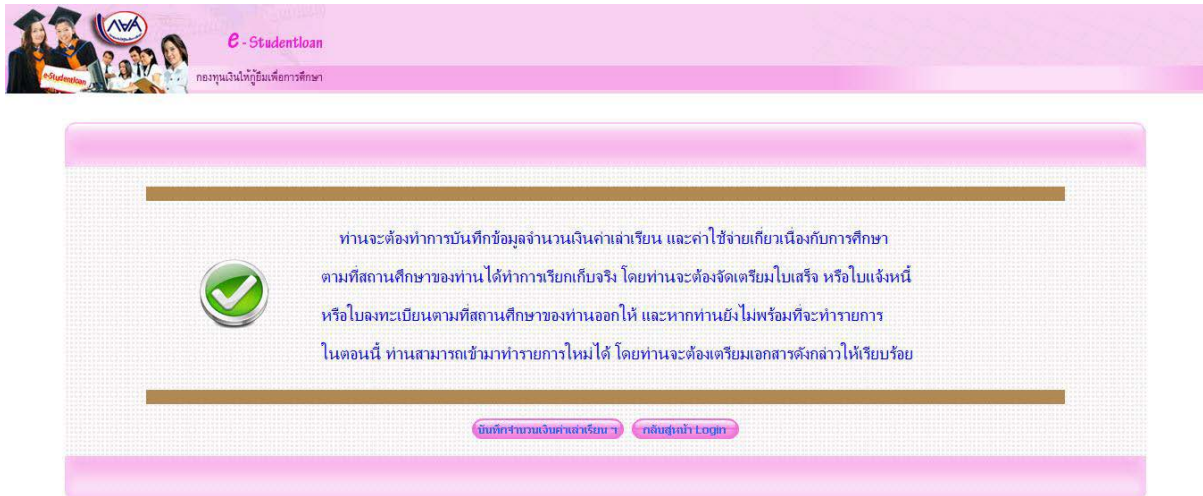 กยศ
e-Studentloan
e - Studentloan
กองทุนเงินให้กู้ยืมเพื่อการศึกษา
ท่านจะต้องทำการบันทึกข้อมูลจำนวนเงินค่าเล่าเรียน และค่าใช้จ่ายเกี่ยวเนื่องกับการศึกษา
ตามที่สถานศึกษาของท่านได้ทำการเรียกเก็บจริง โดยท่านจะต้องจัดเตรียมใบเสร็จ หรือใบแจ้งหนี้
หรือใบลงทะเบียนตามที่สถานศึกษาของท่านออกให้ และหากท่านยังไม่พร้อมที่จะทำรายการ
ในตอนนี้ ท่านสามารถเข้ามาทำรายการใหม่ได้ โดยท่านจะต้องเตรียมเอกสารดังกล่าวให้เรียบร้อย
บันทึกจำนวนเงินค่าเล่าเรียน ฯ กลับสู่หน้า Login